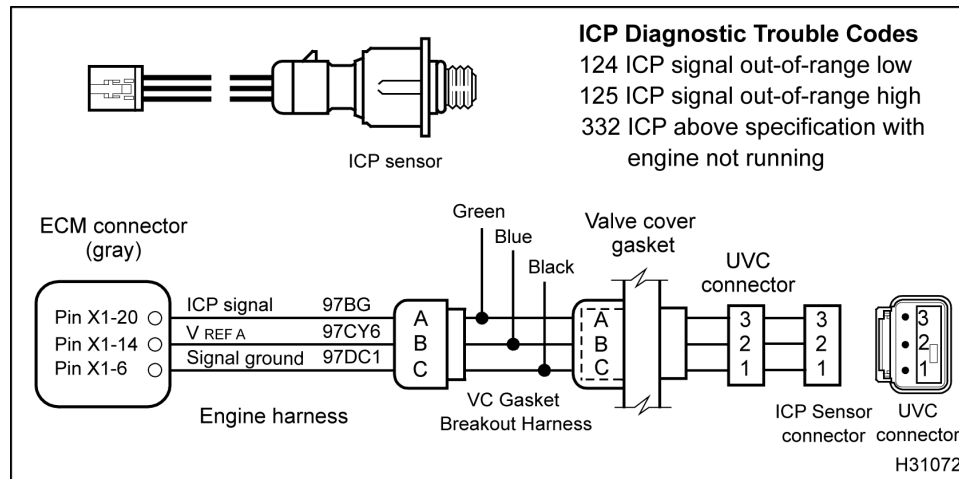 ICP Diagnostic Trouble Codes
124 ICP signal out-of-range low
125 ICP signal out-of-range high
332 ICP above specification with
engine not running
ICP sensor
ECM connector
(gray)
Pin X1-20
Pin X1-14
Pin X1-6
ICP signal 97BG
V REF A 97CY6
Signal ground 97DC1
Engine harness
A
B
C
Green
Blue
Black
VC Gasket
Breakout Harness
Valve cover
gasket
A
B
C
UVC
connector
3
2
1
3
2
1
ICP Sensor
connector
3
2
1
UVC
connector
H31072